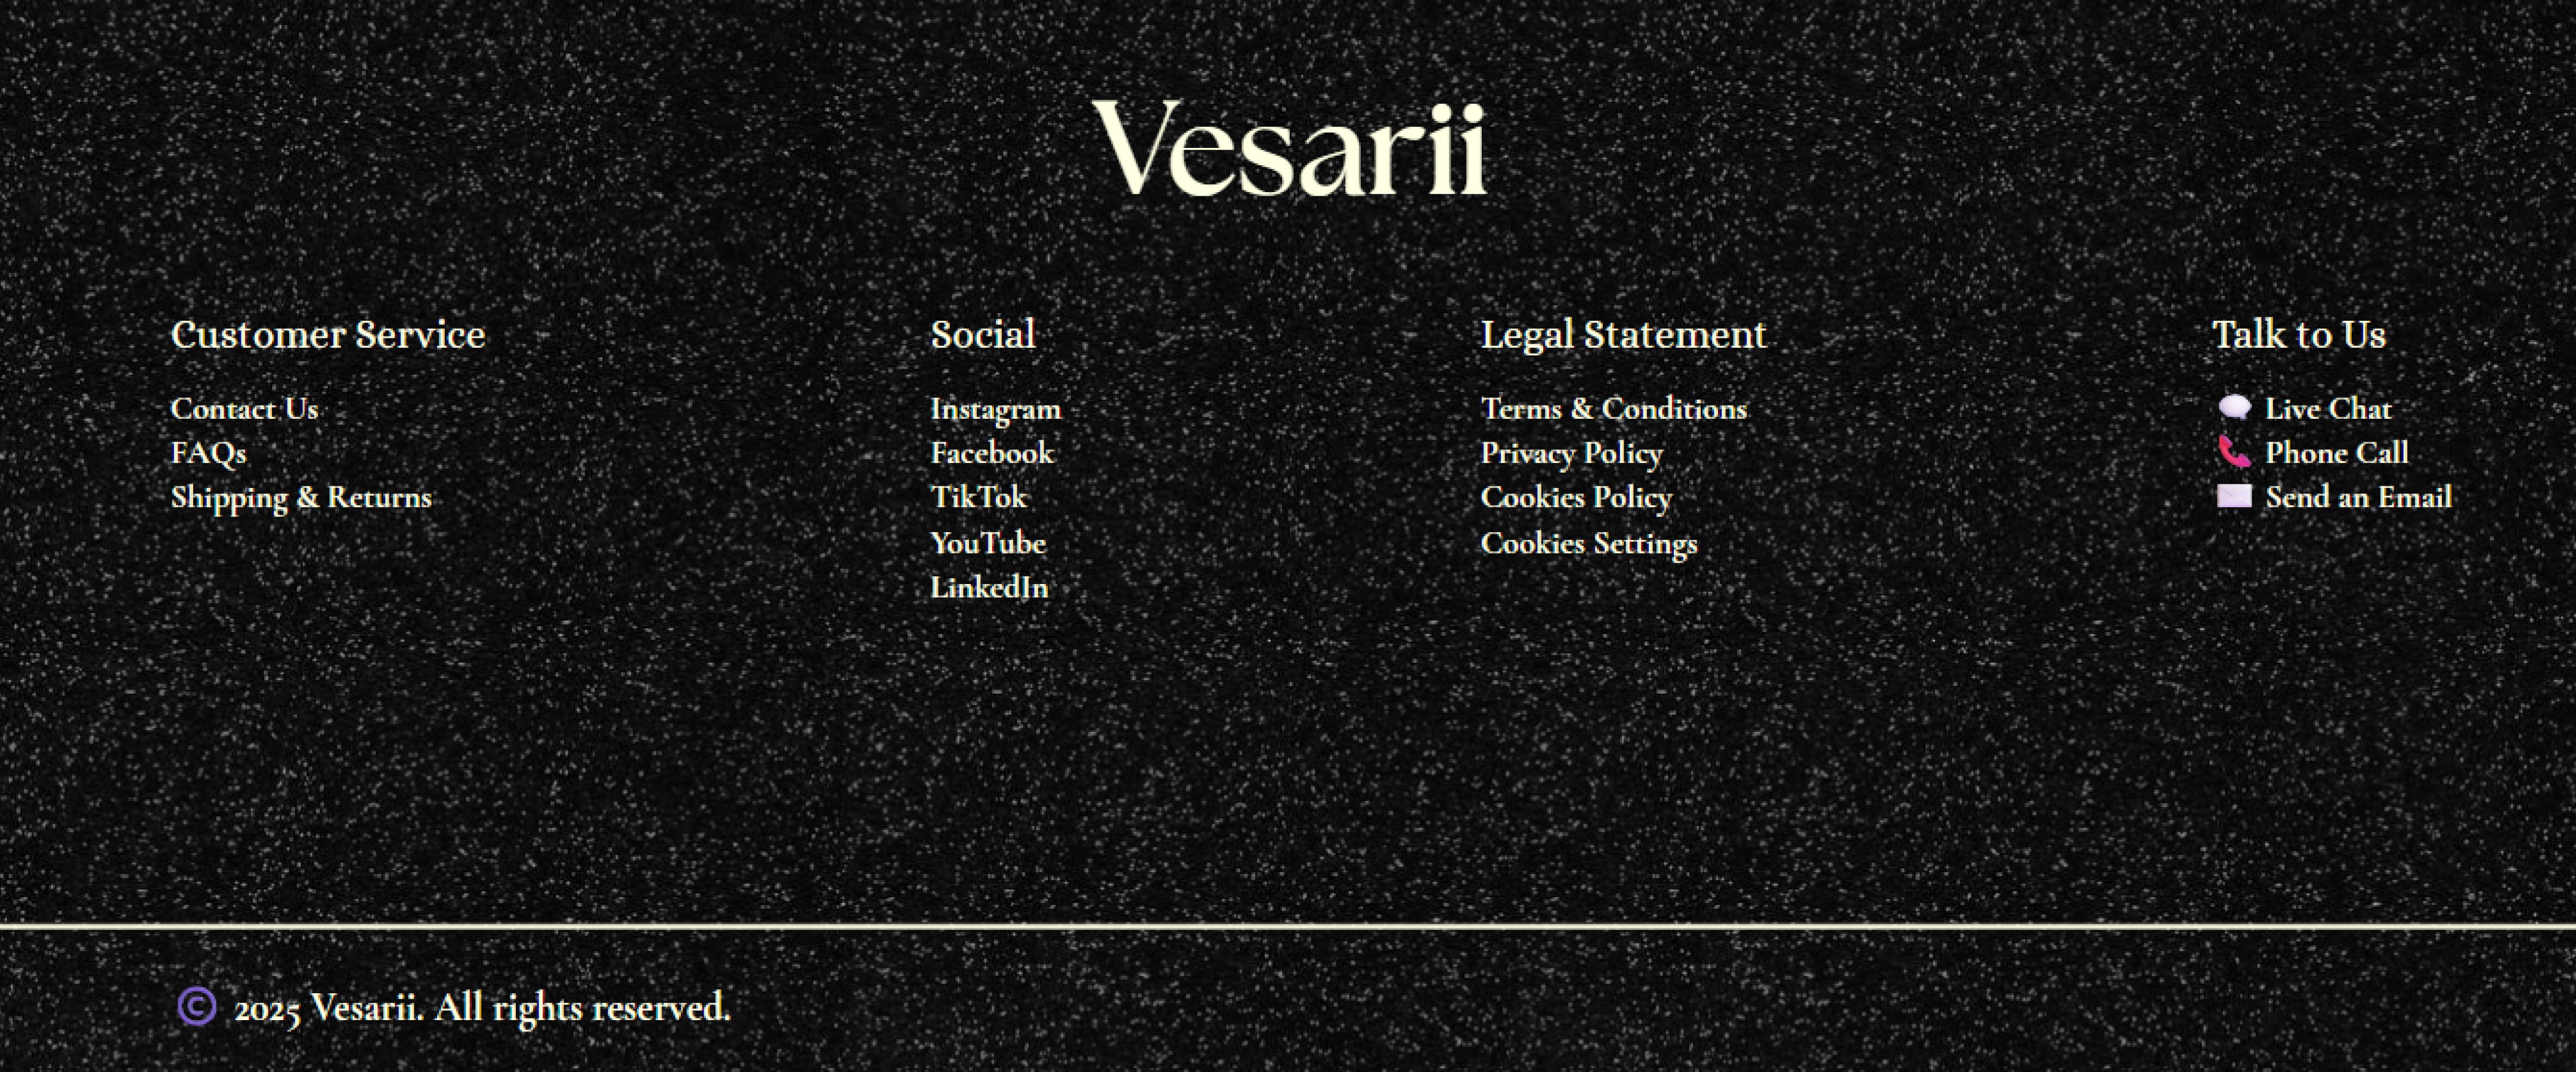 Vesarii
Customer Service
Contact Us
FAQs
Shipping & Returns
Social
Instagram
Facebook
TikTok
YouTube
LinkedIn
Legal Statement
Terms & Conditions
Privacy Policy
Cookies Policy
Cookies Settings
Talk to Us
Live Chat
Phone Call
Send an Email
© 2025 Vesarii. All rights reserved.